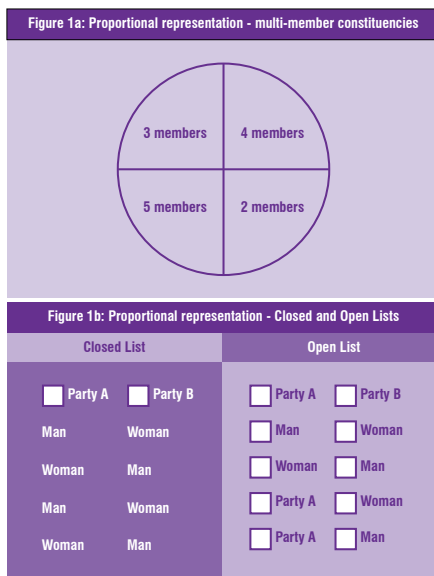 Figure 1a: Proportional representation - multi-member constituencies
3 members 4 members
5 members 2 members
Figure 1b: Proportional representation - Closed and Open Lists
Closed List Open List
Party A Party B Party A Party B
Man Woman Man Woman
Woman Man Woman Man
Man Woman Party A Woman
Woman Man Party A Man